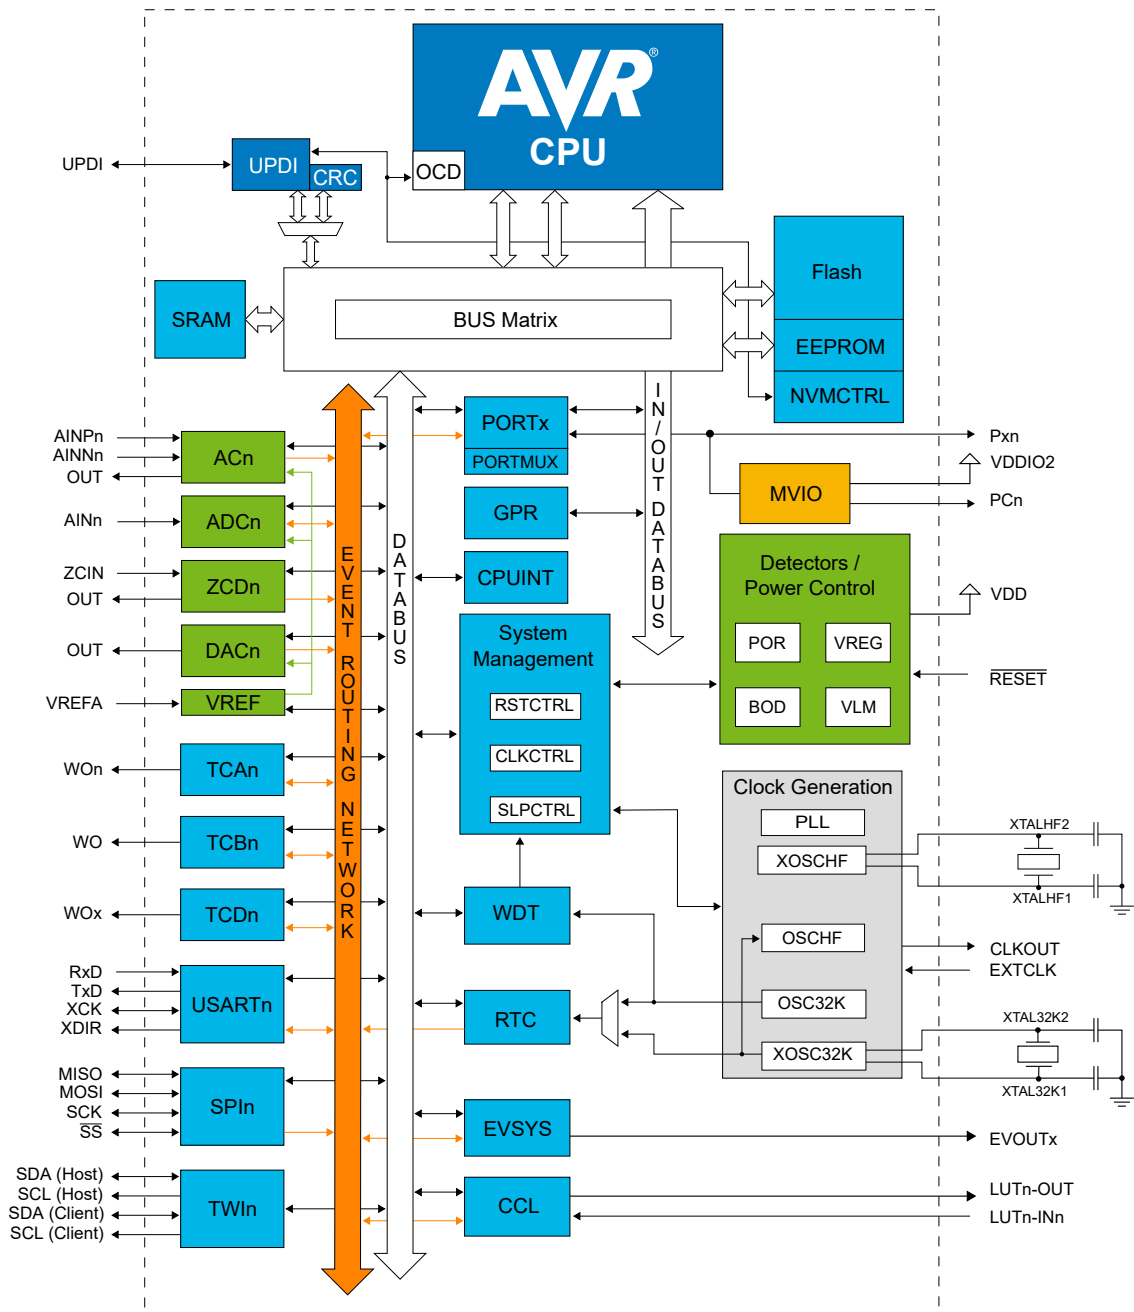 AVR®
CPU
OCD
UPDI
UPDI
CRC
Flash
EEPROM
NVMCTRL
SRAM
BUS Matrix
AINPn
AINNn
OUT
ACn
AINn
ADCn
ZCIN
OUT
ZCDn
OUT
DACn
VREFA
VREF
WOn
TCAn
WO
TCBn
WOx
TCDn
RxD
TxD
XCK
XDIR
USARTn
MISO
MOSI
SCK
SS
SPIn
SDA (Host)
SCL (Host)
SDA (Client)
SCL (Client)
TWIn
EVENT ROUTING NETWORK
DATABUS
IN/OUT DATABUS
PORTx
PORTMUX
GPR
CPUINT
System
Management
RSTCTRL
CLKCTRL
SLPCTRL
WDT
RTC
EVSYS
CCL
Pxn
VDDIO2
MVIO
PCn
Detectors /
Power Control
POR
VREG
BOD
VLM
VDD
RESET
Clock Generation
PLL
XOSCHF
OSCHF
OSC32K
XOSC32K
XTALHF2
XTALHF1
CLKOUT
EXTCLK
XTAL32K2
XTAL32K1
EVOUTx
LUTn-OUT
LUTn-INn